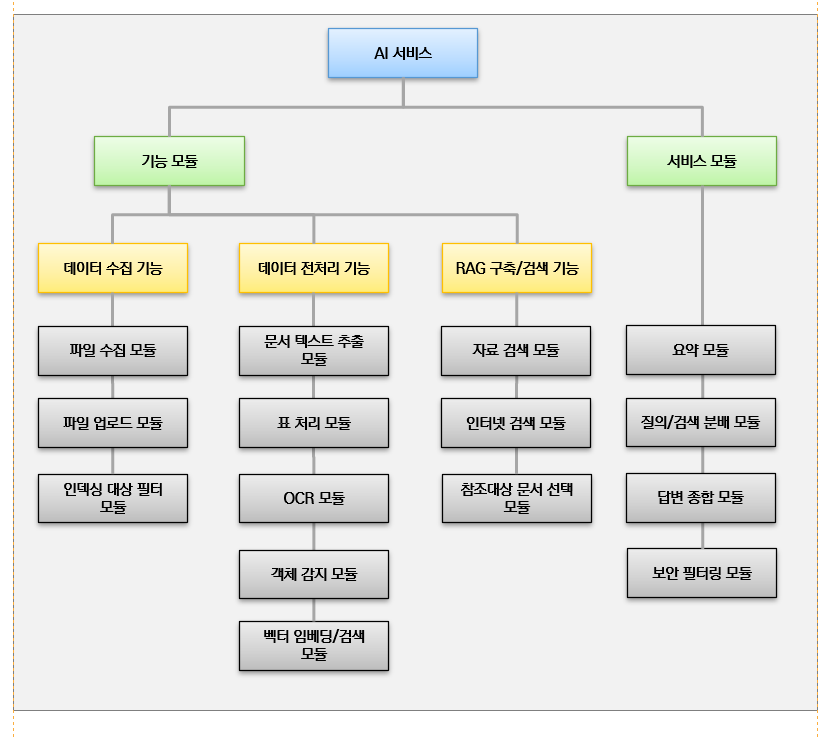 AI 서비스
기능 모듈
서비스 모듈
데이터 수집 기능
데이터 전처리 기능
RAG 구축/검색 기능
파일 수집 모듈
문서 텍스트 추출
모듈
자료 검색 모듈
요약 모듈
파일 업로드 모듈
표 처리 모듈
인터넷 검색 모듈
질의/검색 분배 모듈
인덱싱 대상 필터
모듈
OCR 모듈
참조대상 문서 선택
모듈
답변 종합 모듈
객체 감지 모듈
보안 필터링 모듈
벡터 임베딩/검색
모듈